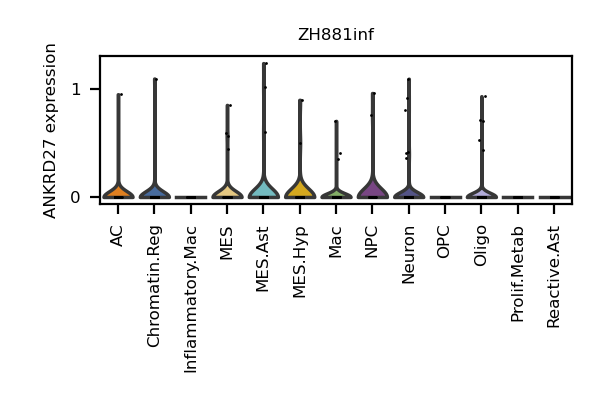 ZH881inf
ANKRD27 expression
1
0
AC
Chromatin.Reg
Inflammatory.Mac
MES
MES.Ast
MES.Hyp
Mac
NPC
Neuron
OPC
Oligo
Prolif.Metab
Reactive.Ast